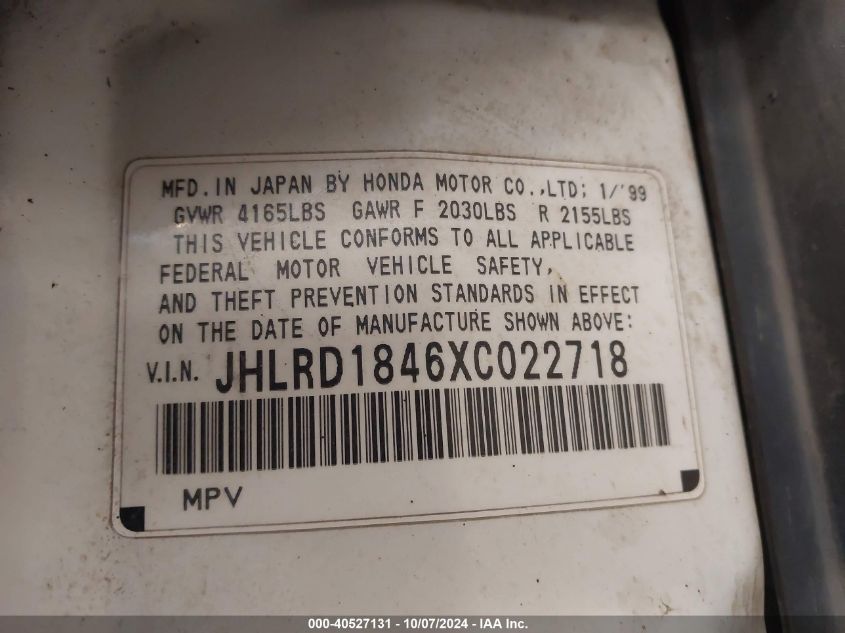 MFD. IN JAPAN BY HONDA MOTOR CO.,LTD; 1/'99
GVWR 4165LBS GAWR F 2030LBS R 2155LBS
THIS VEHICLE CONFORMS TO ALL APPLICABLE
FEDERAL MOTOR VEHICLE SAFETY,
AND THEFT PREVENTION STANDARDS IN EFFECT
ON THE DATE OF MANUFACTURE SHOWN ABOVE:
V.I.N. JHLRD1846XC022718
MPV
000-40527131 - 10/07/2024 - IAA Inc.